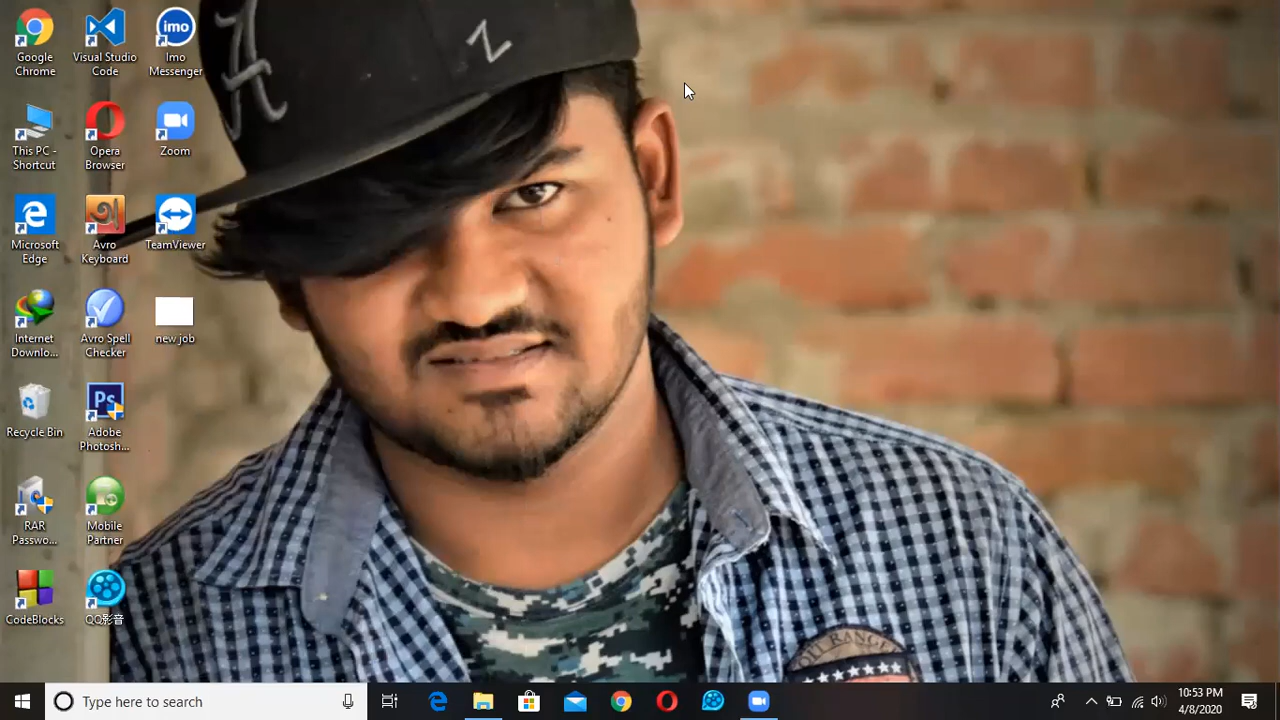 Google
Chrome
Visual Studio
Code
imo
Imo
Messenger
This PC -
Shortcut
Opera
Browser
Zoom
Microsoft
Edge
অ
Avro
Keyboard
TeamViewer
Internet
Downlo...
Avro Spell
Checker
new job
Recycle Bin
Ps
Adobe
Photosh...
RAR
Passwo...
Mobile
Partner
CodeBlocks
QQ影音
A
Z
★★★★
Type here to search
10:53 PM
4/8/2020